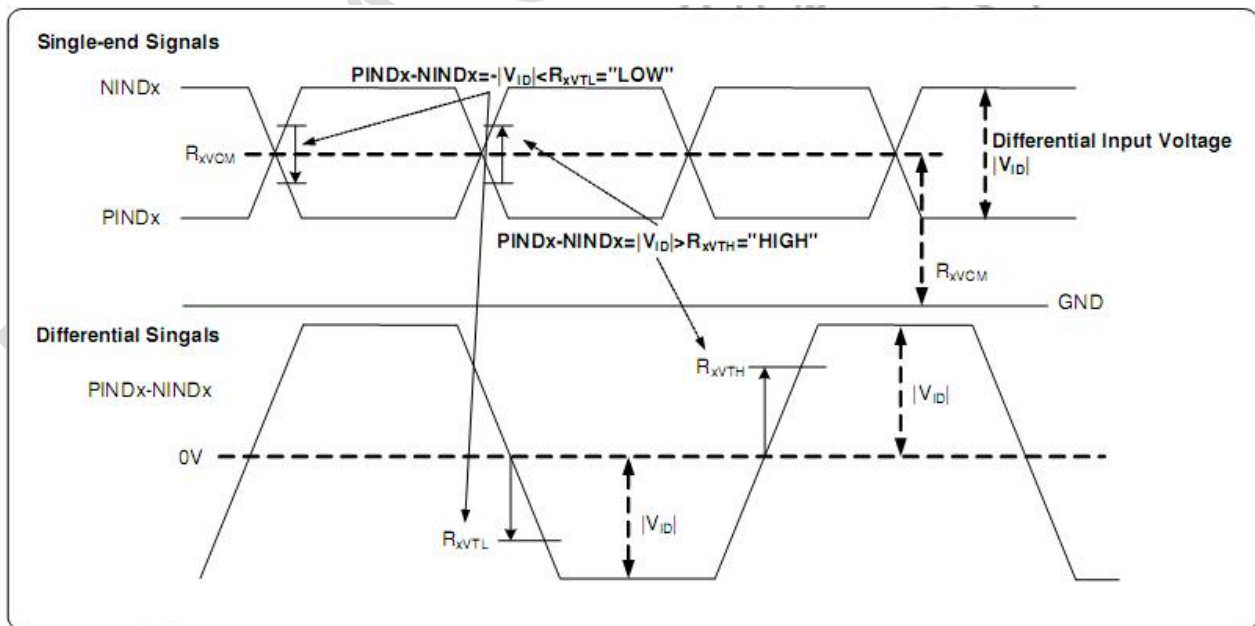 Single-end Signals
PINDx-NINDx=-|VID|<RxVTL="LOW"
NINDx
RxVCM
Differential Input Voltage
|VID|
PINDx
PINDx-NINDx=|VID|>RxVTH="HIGH"
RxVCM
GND
Differential Singals
RxVTH
PINDx-NINDx
|VID|
0V
|VID|
RxVTL